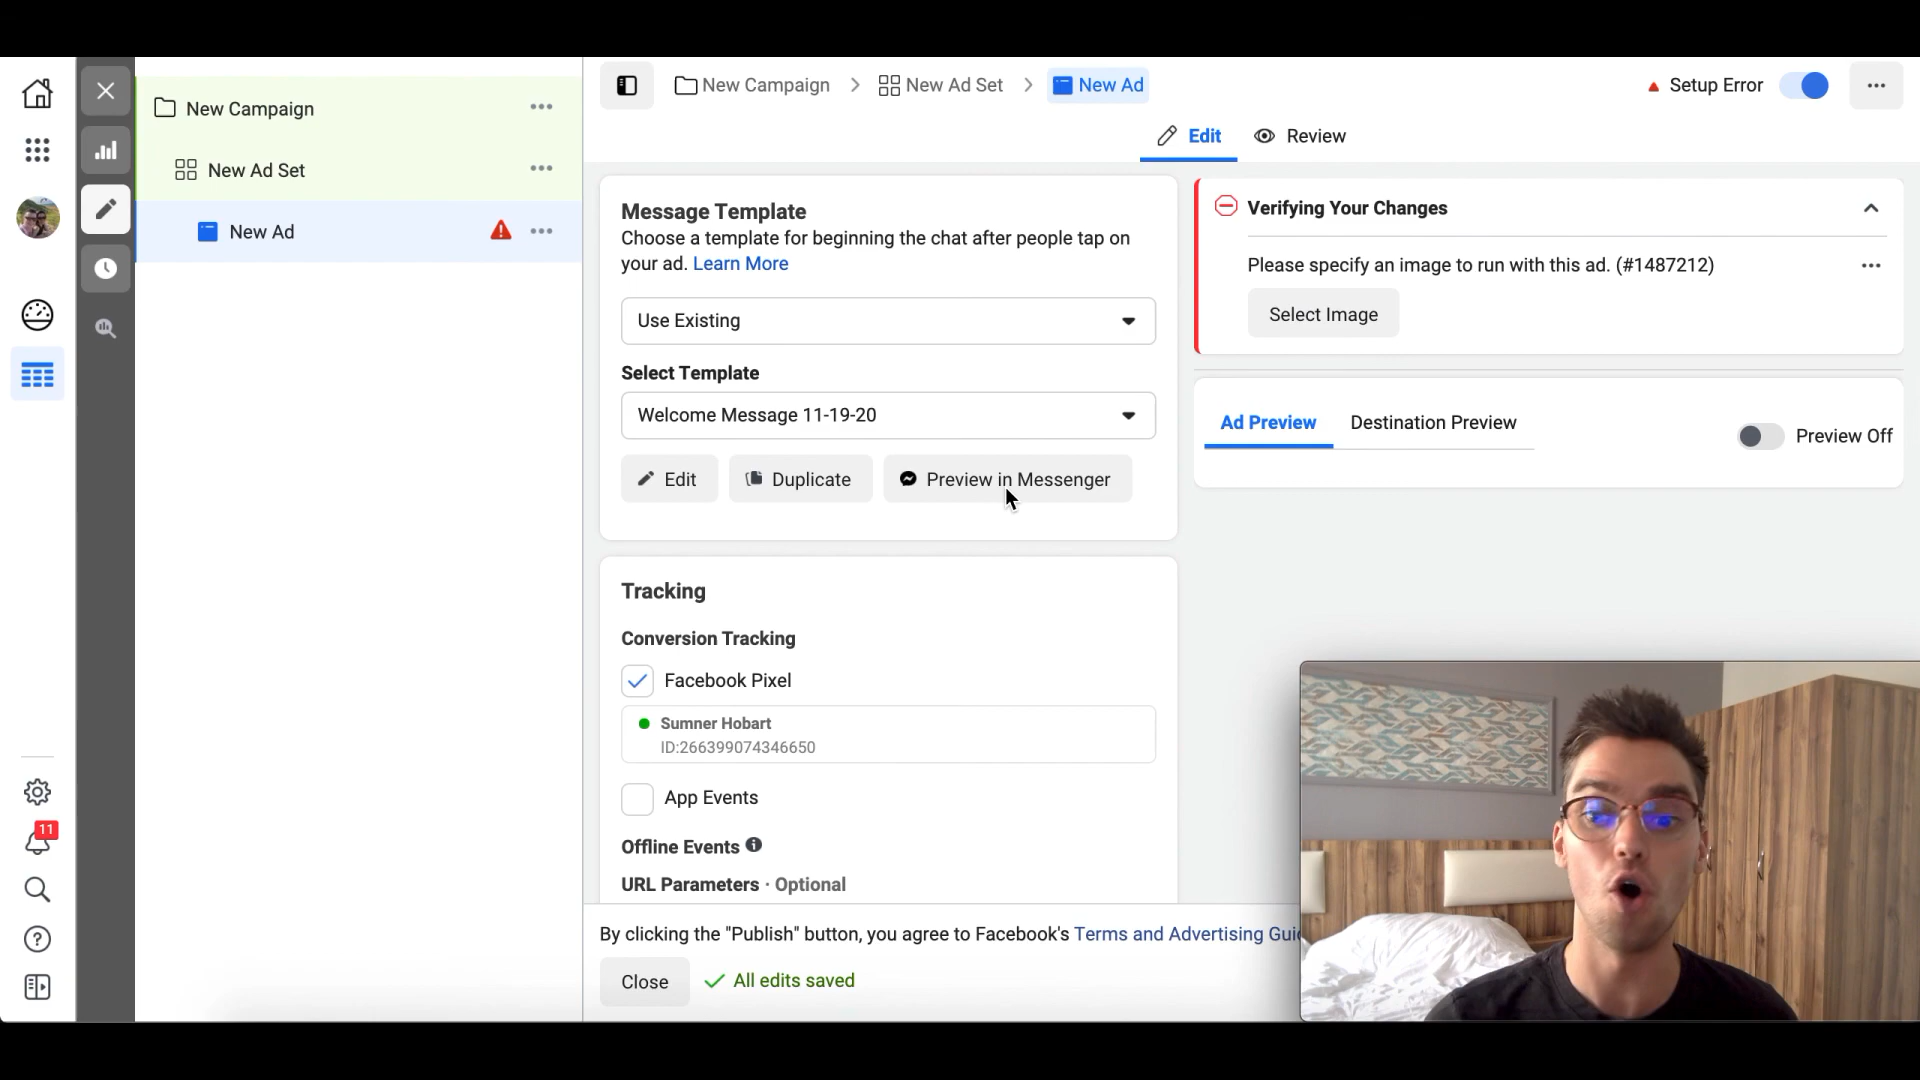 New Campaign
New Ad Set
New Ad
11
New Campaign
New Ad Set
New Ad
Setup Error
Edit
Review
Message Template
Choose a template for beginning the chat after people tap on
your ad. Learn More
Use Existing
Select Template
Welcome Message 11-19-20
Edit
Duplicate
Preview in Messenger
Tracking
Conversion Tracking
Facebook Pixel
Sumner Hobart
ID:266399074346650
App Events
Offline Events
URL Parameters · Optional
By clicking the "Publish" button, you agree to Facebook's Terms and Advertising
Close
All edits saved
Verifying Your Changes
Please specify an image to run with this ad. (#1487212)
Select Image
Ad Preview
Destination Preview
Preview Off